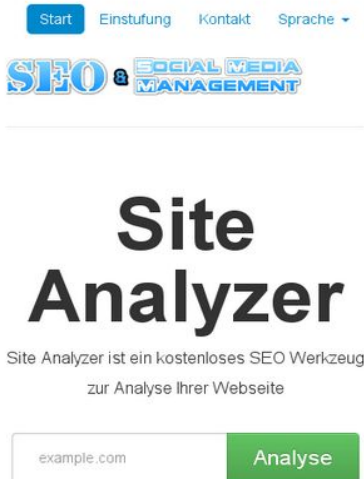 Start Einstufung Kontakt Sprache
SEO & SOCIAL MEDIA
MANAGEMENT
Site
Analyzer
Site Analyzer ist ein kostenloses SEO Werkzeug
zur Analyse Ihrer Webseite
example.com Analyse